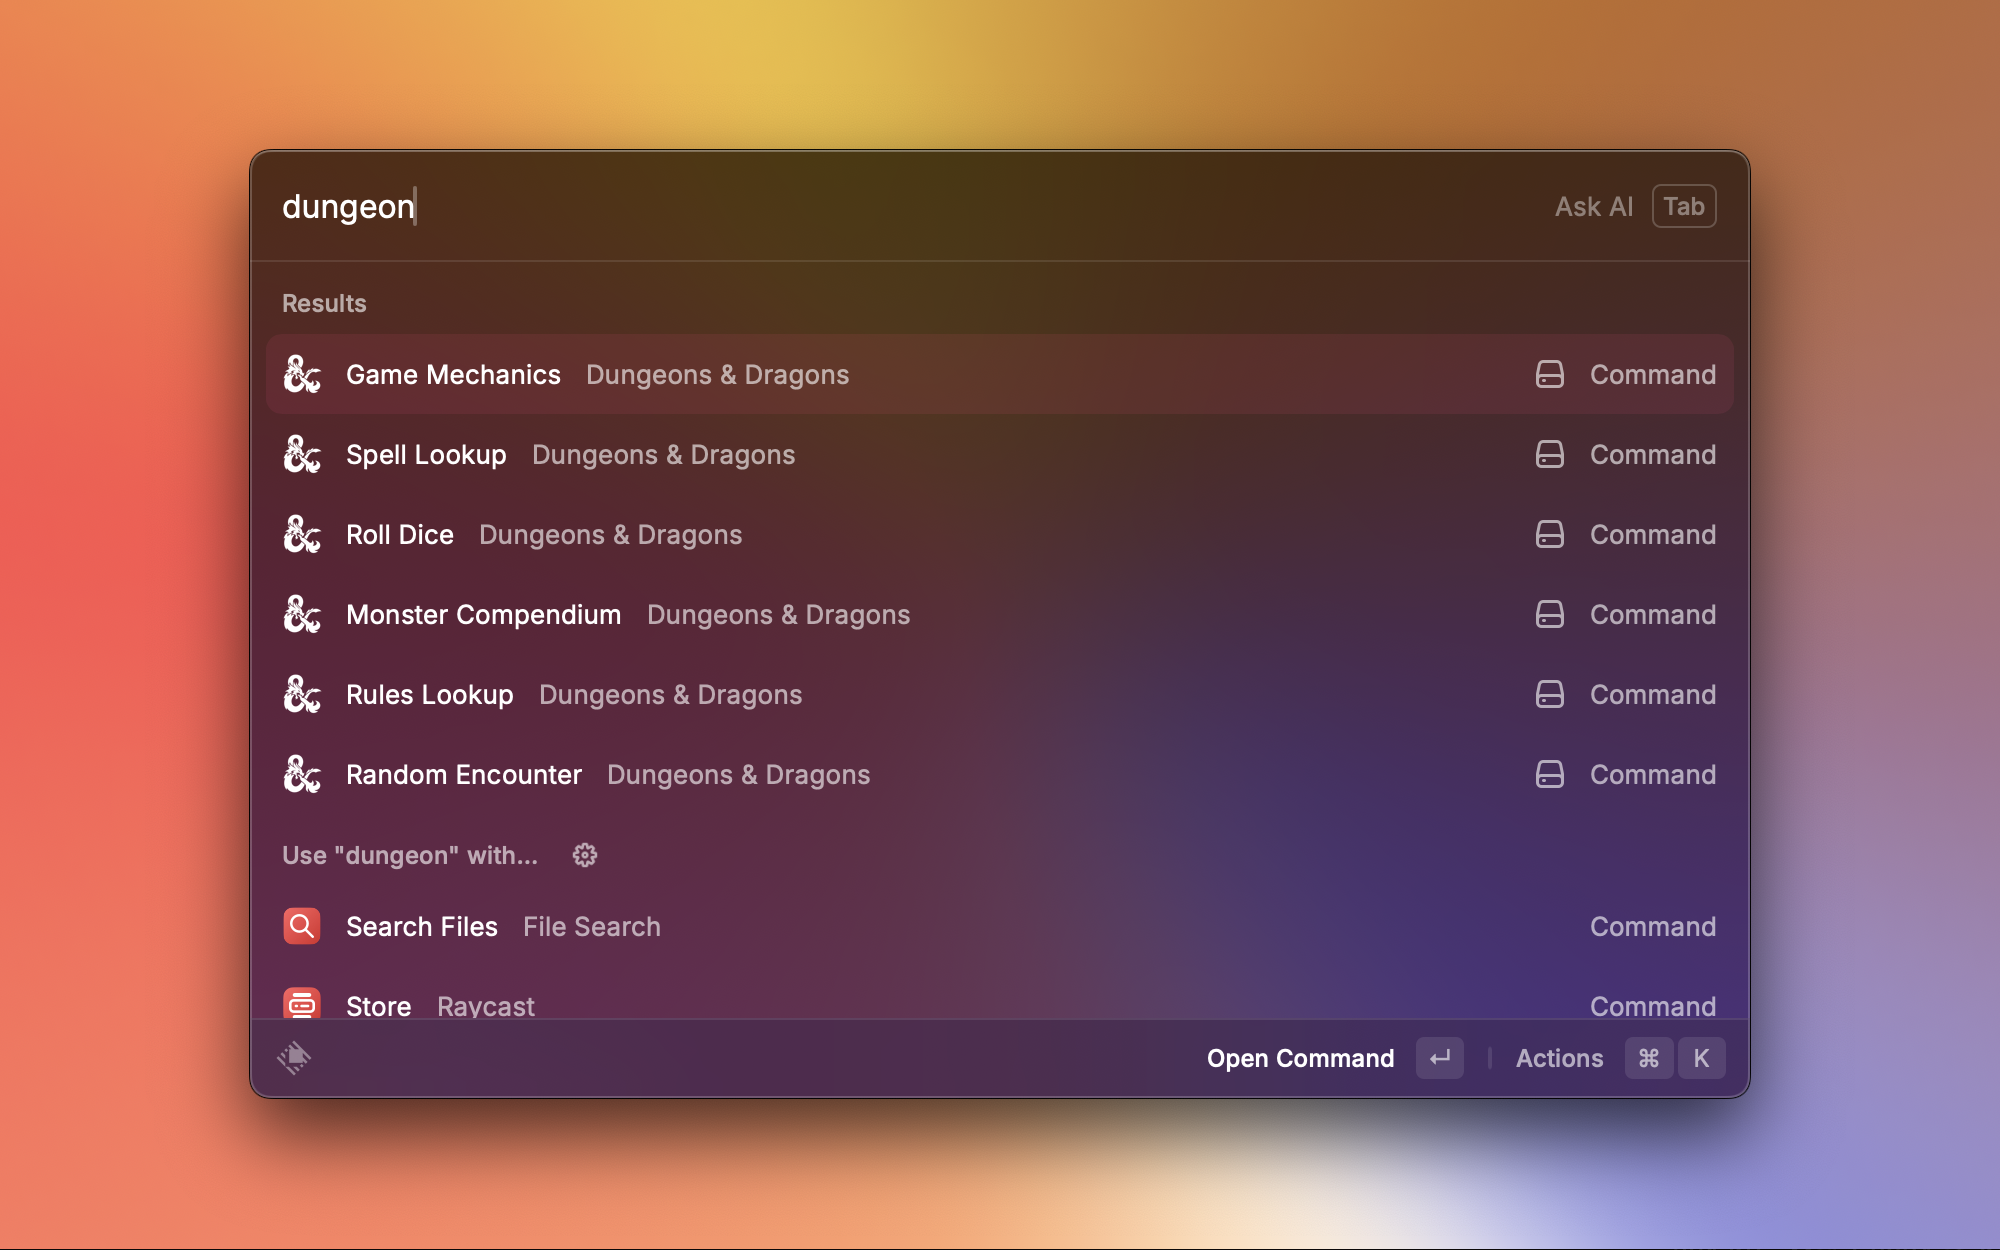 dungeon Ask AI Tab
Results
Game Mechanics Dungeons & Dragons Command
Spell Lookup Dungeons & Dragons Command
Roll Dice Dungeons & Dragons Command
Monster Compendium Dungeons & Dragons Command
Rules Lookup Dungeons & Dragons Command
Random Encounter Dungeons & Dragons Command
Use "dungeon" with...
Search Files File Search Command
Store Raycast Command
Open Command ↵ Actions ⌘ K